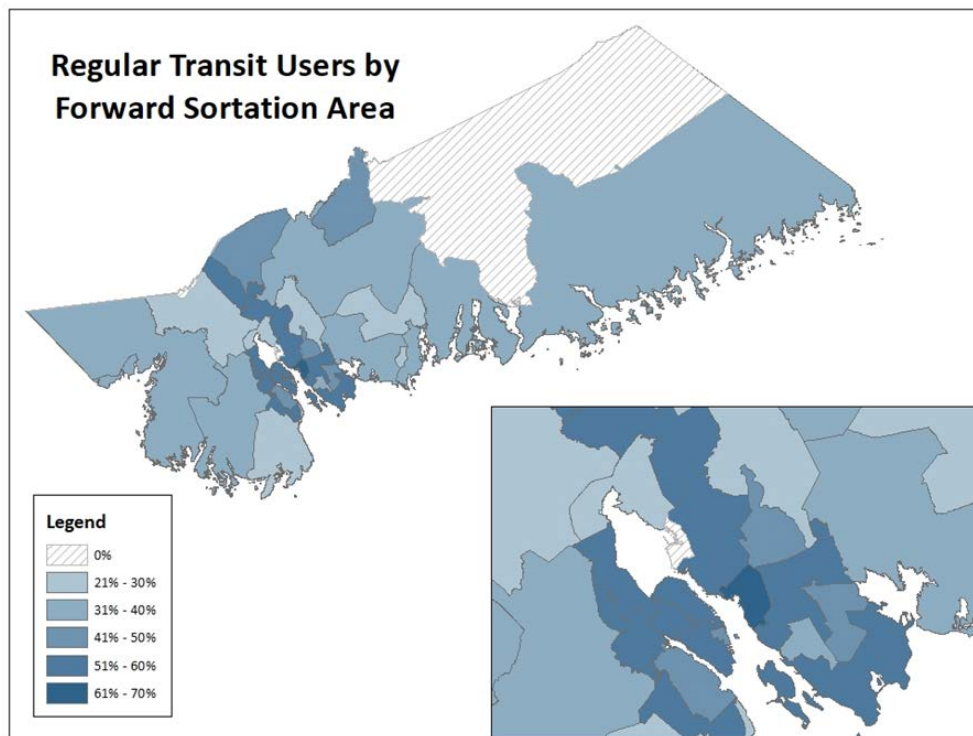 Regular Transit Users by
Forward Sortation Area
Legend
0%
21% - 30%
31% - 40%
41% - 50%
51% - 60%
61% - 70%